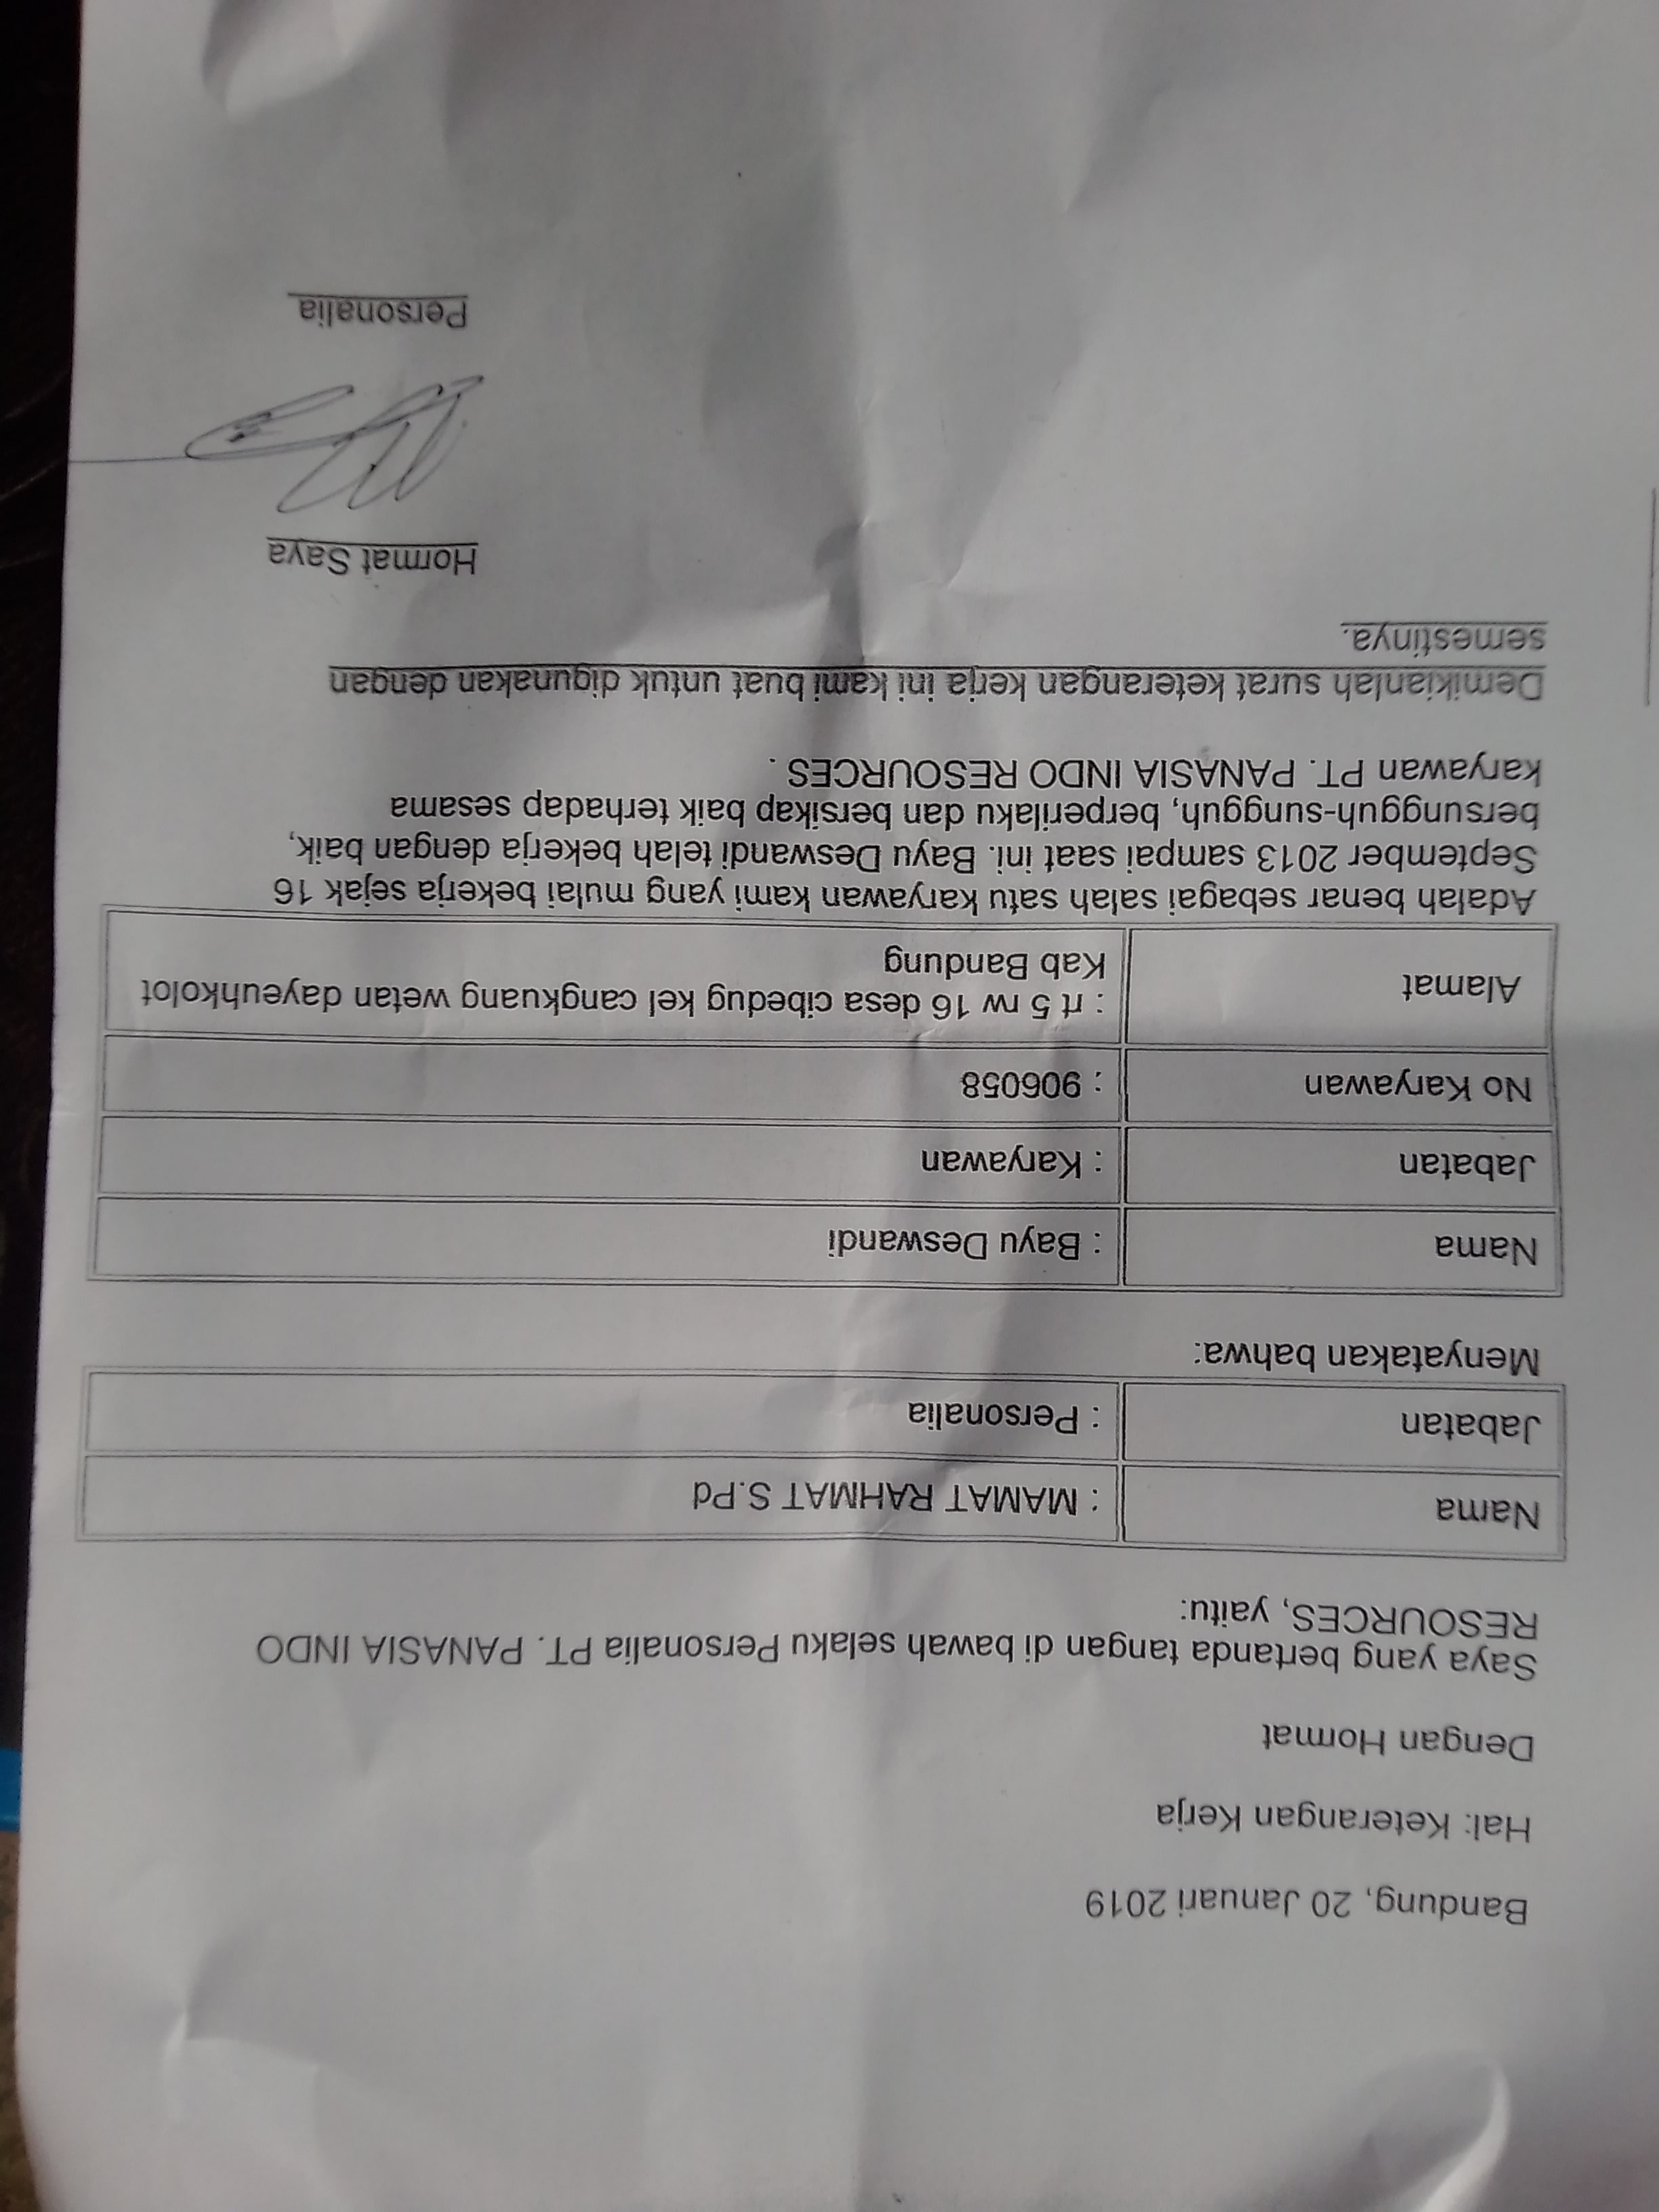 Bandung, 20 Januari 2019
Hal: Keterangan Kerja
Dengan Hormat
Saya yang bertanda tangan di bawah selaku Personalia PT. PANASIA INDO
RESOURCES, yaitu:
Nama : MAMAT RAHMAT S.Pd
Jabatan : Personalia
Menyatakan bahwa:
Nama : Bayu Deswandi
Jabatan : Karyawan
No Karyawan : 906058
Alamat : rt 5 rw 16 desa cibedug kel cangkuang wetan dayeuhkolot
Kab Bandung
Adalah benar sebagai salah satu karyawan kami yang mulai bekerja sejak 16
September 2013 sampai saat ini. Bayu Deswandi telah bekerja dengan baik,
bersungguh-sungguh, berperilaku dan bersikap baik terhadap sesama
karyawan PT. PANASIA INDO RESOURCES .
Demikianlah surat keterangan kerja ini kami buat untuk digunakan dengan
semestinya.
Hormat Saya
Personalia